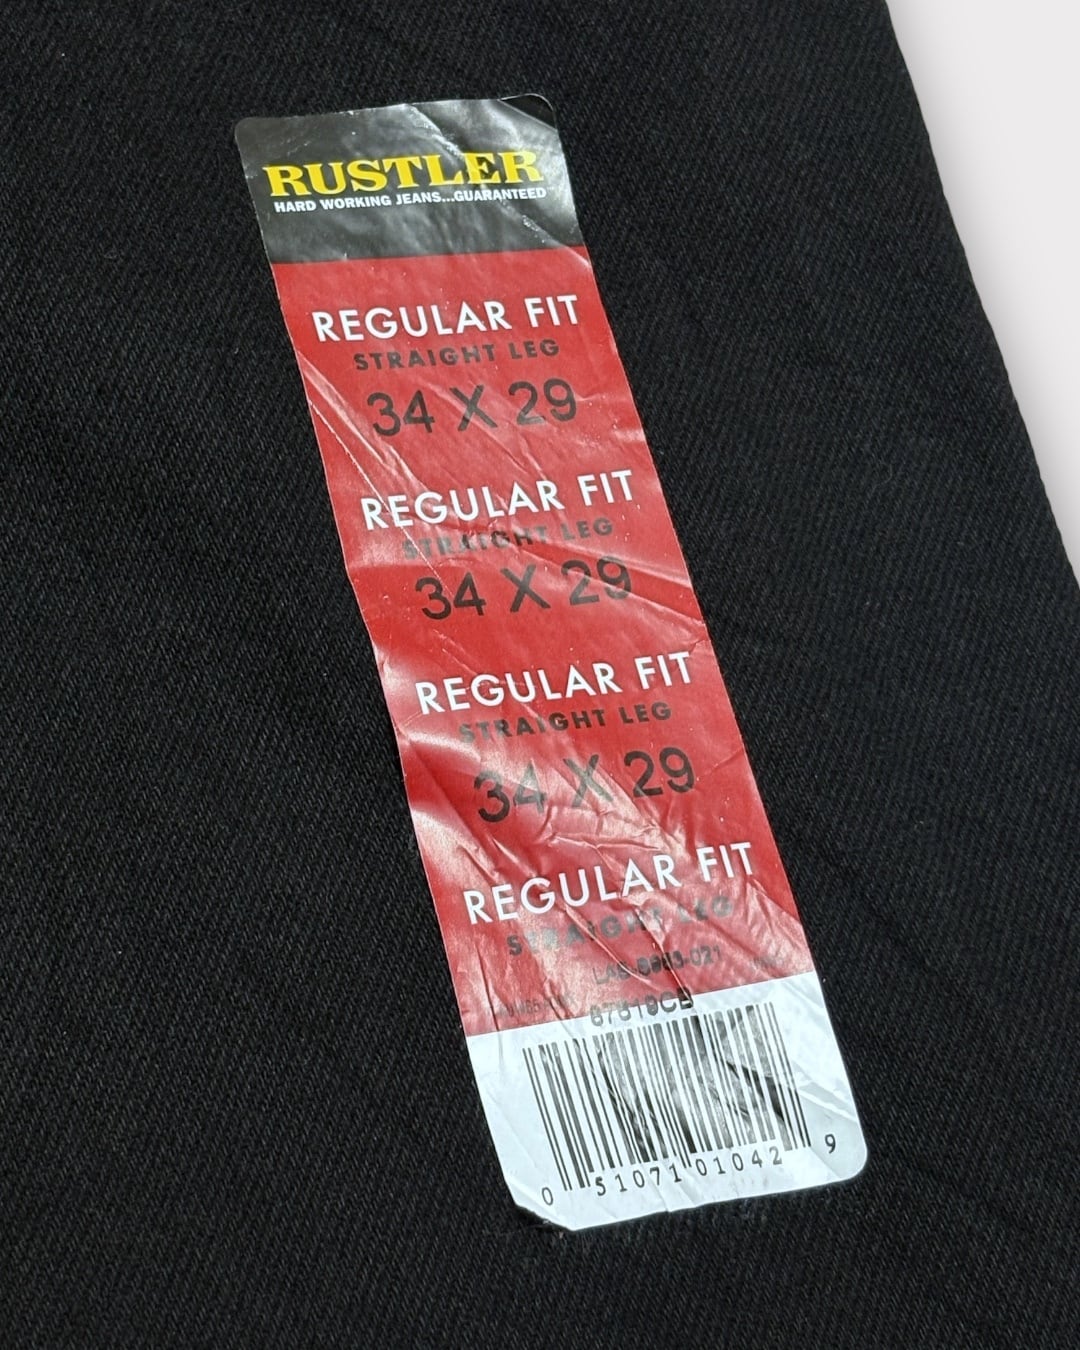 RUSTLER
HARD WORKING JEANS...GUARANTEED
REGULAR FIT
STRAIGHT LEG
34 X 29
REGULAR FIT
STRAIGHT LEG
34 X 29
REGULAR FIT
STRAIGHT LEG
34 X 29
REGULAR FIT
STRAIGHT LEG
0 51071 01042 9